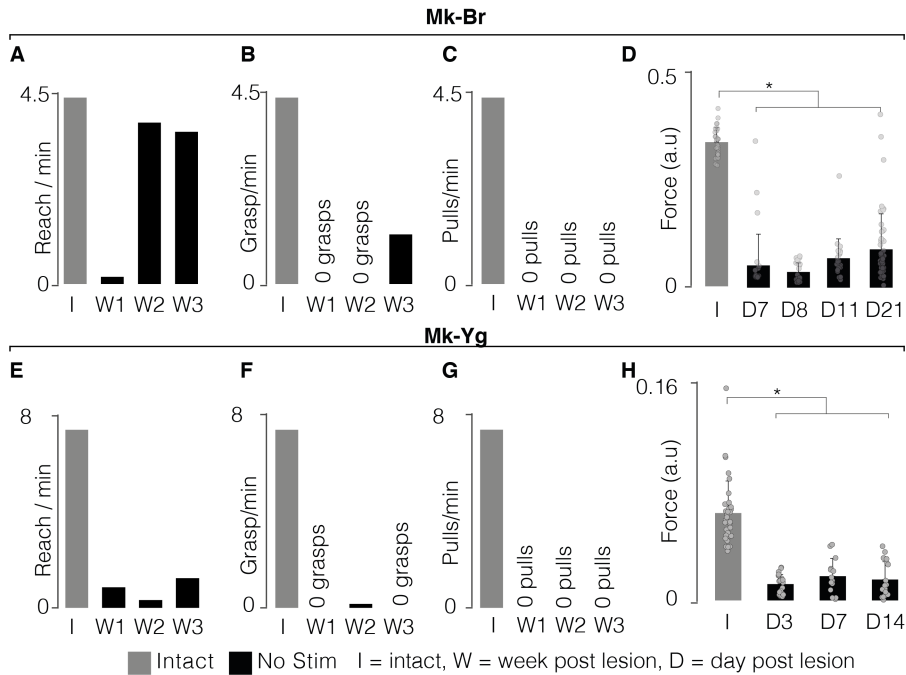 Mk-Br
A B C D
4.5 4.5 4.5 0.5
Reach / min
0
I W1 W2 W3
Grasp/min
0 grasps
0 grasps
0
I W1 W2 W3
Pulls/min
0 pulls
0 pulls
0 pulls
0
I W1 W2 W3
Force (a.u)
*
0
I D7 D8 D11 D21
Mk-Yg
E F G H
8 8 8 0.16
Reach / min
0
I W1 W2 W3
Grasp/min
0 grasps
0 grasps
0
I W1 W2 W3
Pulls/min
0 pulls
0 pulls
0 pulls
0
I W1 W2 W3
Force (a.u)
*
0
I D3 D7 D14
Intact No Stim I = intact, W = week post lesion, D = day post lesion